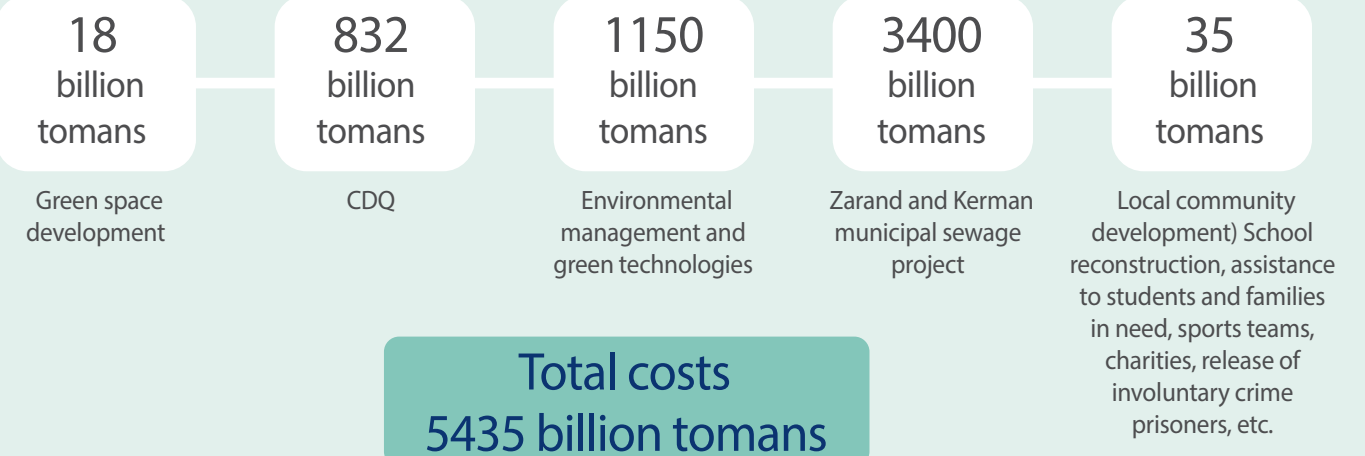 18
billion
tomans
Green space
development
832
billion
tomans
CDQ
1150
billion
tomans
Environmental
management and
green technologies
3400
billion
tomans
Zarand and Kerman
municipal sewage
project
35
billion
tomans
Local community
development) School
reconstruction, assistance
to students and families
in need, sports teams,
charities, release of
involuntary crime
prisoners, etc.
Total costs
5435 billion tomans